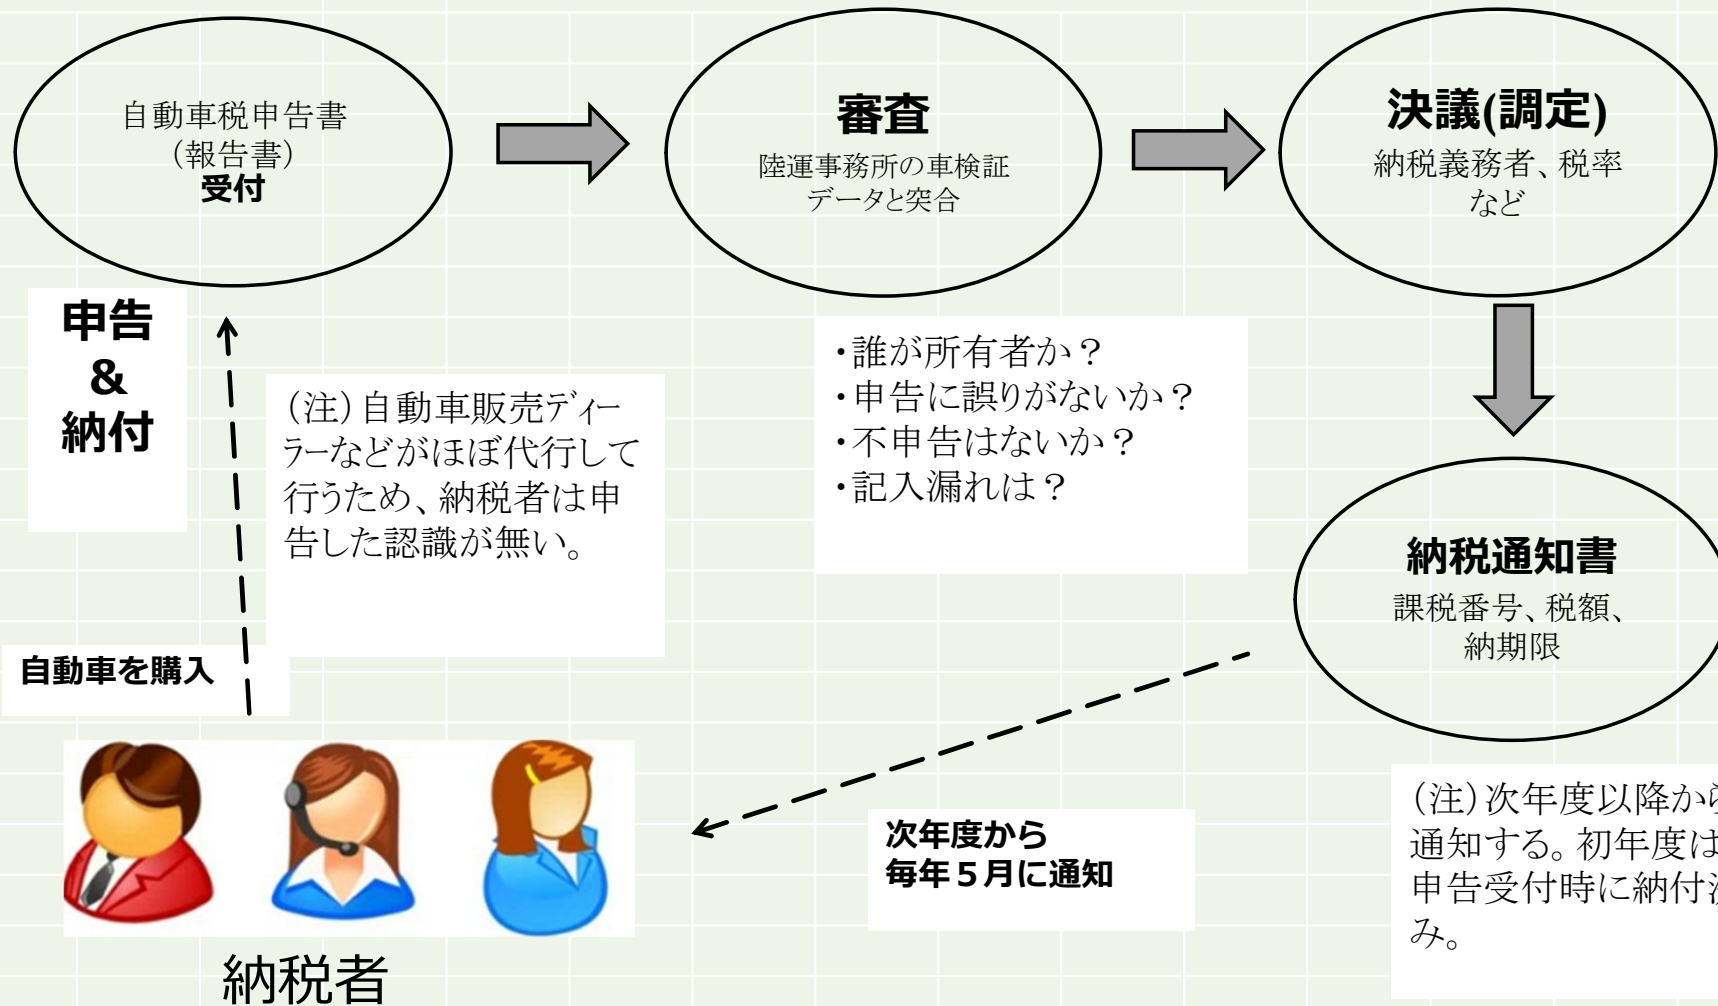 自動車税申告書
（報告書）
受付
審査
陸運事務所の車検証
データと突合
決議(調定)
納税義務者、税率
など
申告
&
納付
（注）自動車販売ディー
ラーなどがほぼ代行して
行うため、納税者は申
告した認識が無い。
・誰が所有者か？
・申告に誤りがないか？
・不申告はないか？
・記入漏れは？
納税通知書
課税番号、税額、
納期限
自動車を購入
次年度から
毎年５月に通知
（注）次年度以降から
通知する。初年度は
申告受付時に納付済
み。
納税者